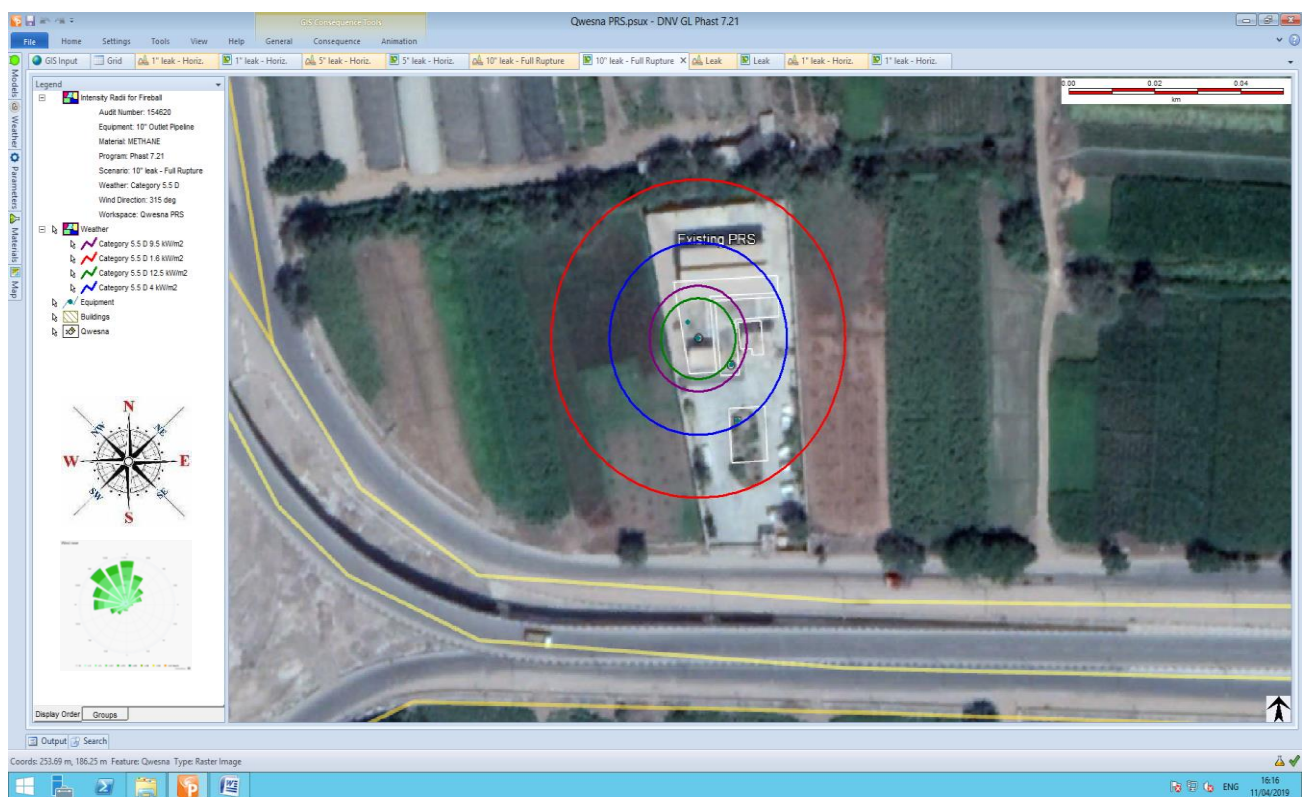 GIS Consequence Tools
Qwesna PRS.psux - DNV GL Phast 7.21
File Home Settings Tools View Help General Consequence Animation
GIS Input Grid 1" leak - Horiz. 1" leak - Horiz. 5" leak - Horiz. 5" leak - Horiz. 10" leak - Full Rupture 10" leak - Full Rupture Leak Leak 1" leak - Horiz. 1" leak - Horiz.
Models
Weather
Parameters
Materials
Map
Legend
Intensity Radii for Fireball
Audit Number: 154620
Equipment: 10" Outlet Pipeline
Material: METHANE
Program: Phast 7.21
Scenario: 10" leak - Full Rupture
Weather: Category 5.5 D
Wind Direction: 315 deg
Workspace: Qwesna PRS
Weather
Category 5.5 D 9.5 kW/m2
Category 5.5 D 1.6 kW/m2
Category 5.5 D 12.5 kW/m2
Category 5.5 D 4 kW/m2
Equipment
Buildings
Qwesna
N
NW NE
W E
SW SE
S
0.00 0.02 0.04
km
Existing PRS
Display Order Groups
Output Search
Coords: 253.69 m, 186.25 m Feature: Qwesna Type: Raster Image
ENG
16:16
11/04/2019